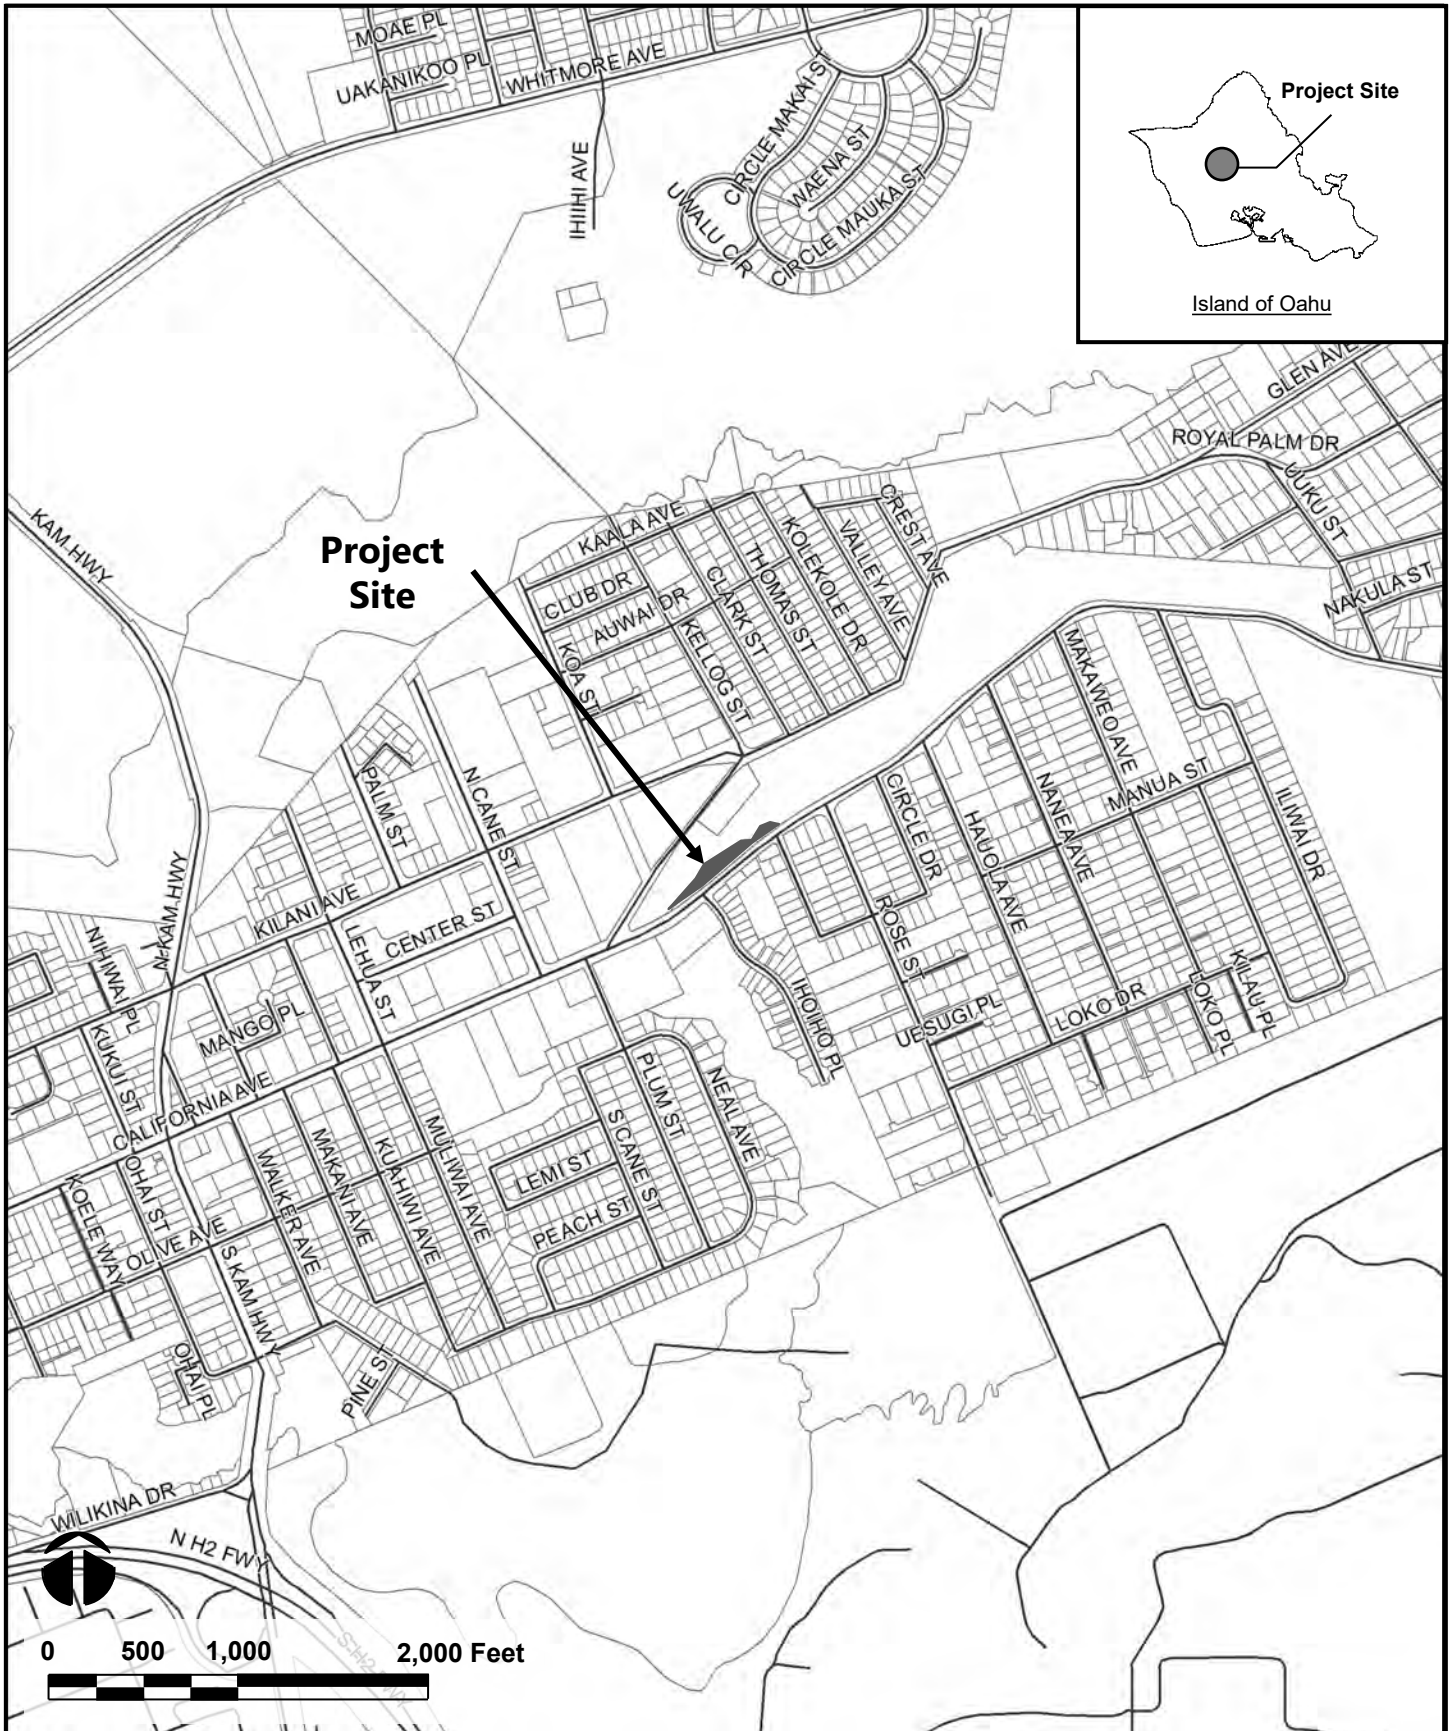 MOAE PL
UAKANIKOO PL
WHITMORE AVE
IHIIHI AVE
CIRCLE MAKAI ST
WAENA ST
UWALU CIR
CIRCLE MAUKA ST
Project Site
Island of Oahu
GLEN AVE
ROYAL PALM DR
UUKU ST
NAKULA ST
KAM HWY
Project
Site
KAALA AVE
CLUB DR
AUWAI DR
KOA ST
KELLOG ST
CLARK ST
THOMAS ST
KOLEKOLE DR
VALLEY AVE
CREST AVE
MAKAWEO AVE
MANUA ST
NANEA AVE
ILIWAI DR
CIRCLE DR
HAUOLA AVE
ROSE ST
PALM ST
N CANE ST
N KAM HWY
KILANI AVE
CENTER ST
LEHUA ST
NIHIWAI PL
MANGO PL
KUKUI ST
CALIFORNIA AVE
IHOIHO PL
UESUGI PL
LOKO DR
LOKO PL
KILAU PL
PLUM ST
NEAL AVE
S CANE ST
LEMI ST
PEACH ST
MULIWAI AVE
KUAHIWI AVE
MAKANI AVE
WALKER AVE
OHAI ST
KOELE WAY
OLIVE AVE
S KAM HWY
OHAI PL
PINE ST
WILIKINA DR
N H2 FWY
S H2 FWY
0 500 1,000 2,000 Feet